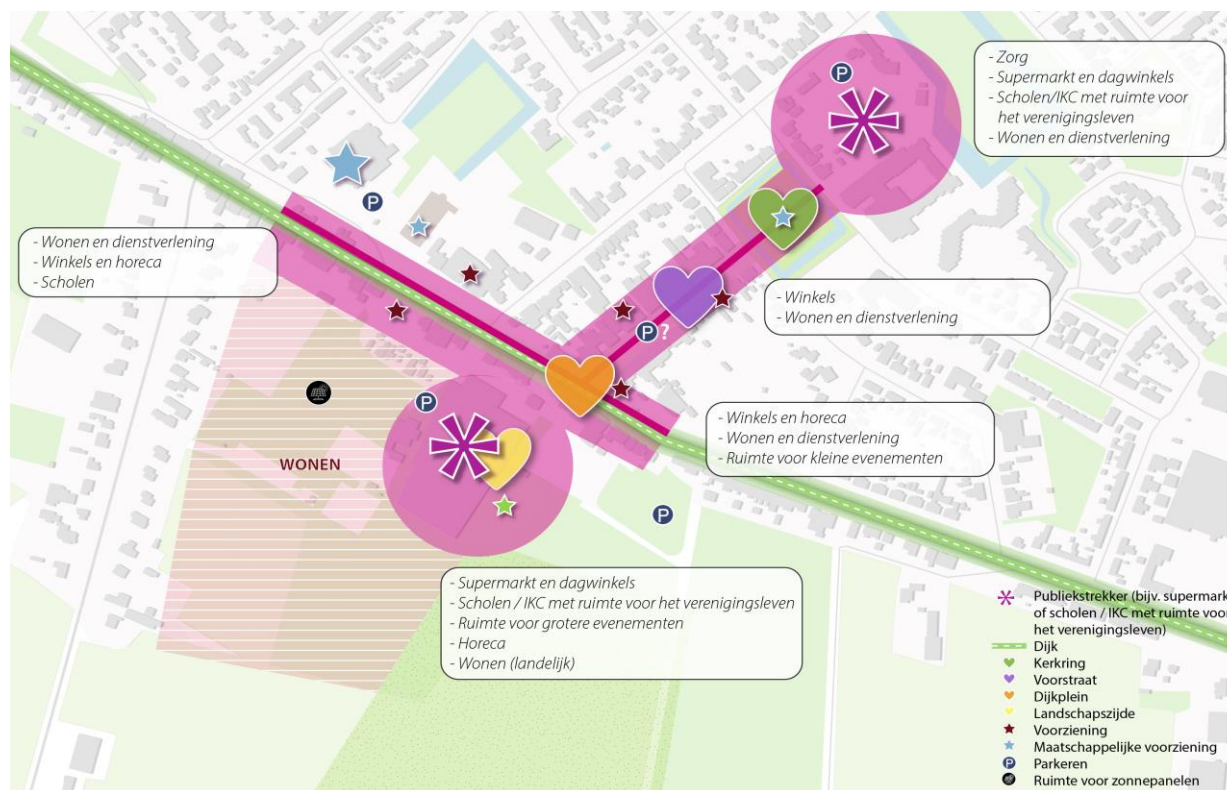 - Zorg
- Supermarkt en dagwinkels
- Scholen/IKC met ruimte voor
het verenigingsleven
- Wonen en dienstverlening
P
P
- Wonen en dienstverlening
- Winkels en horeca
- Scholen
- Winkels
- Wonen en dienstverlening
P?
P
- Winkels en horeca
- Wonen en dienstverlening
- Ruimte voor kleine evenementen
WONEN
P
- Supermarkt en dagwinkels
- Scholen / IKC met ruimte voor het verenigingsleven
- Ruimte voor grotere evenementen
- Horeca
- Wonen (landelijk)
Publiekstrekker (bijv. supermark
of scholen / IKC met ruimte voor
het verenigingsleven)
Dijk
Kerkring
Voorstraat
Dijkplein
Landschapszijde
Voorziening
Maatschappelijke voorziening
P Parkeren
Ruimte voor zonnepanelen